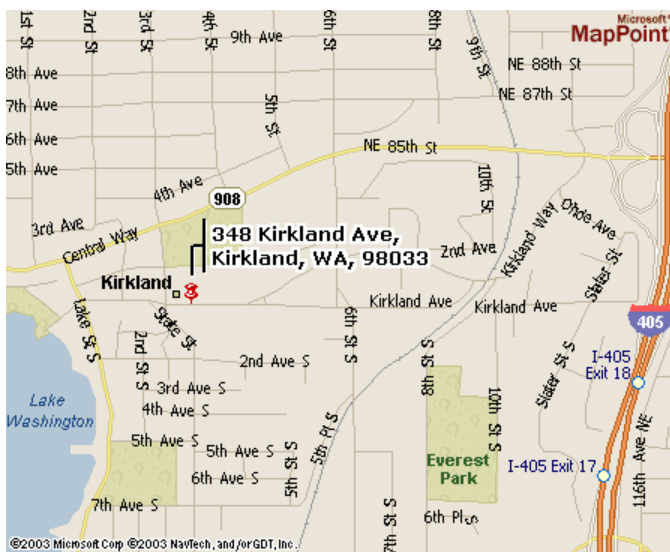 1st St
2nd St
3rd St
4th St
9th Ave
6th St
8th St
9th St
Microsoft®
MapPoint®
8th Ave
NE 88th St
7th Ave
5th St
NE 87th St
6th Ave
5th Ave
NE 85th St
4th Ave
10th St
908
3rd Ave
Central Way
348 Kirkland Ave,
Kirkland, WA, 98033
2nd Ave
Kirkland Way
Ohde Ave
Slater St
Kirkland
Kirkland Ave
Kirkland Ave
405
Lake St S
State St
2nd St S
6th St S
2nd Ave S
8th St S
10th St S
Slater St S
I-405
Exit 18
Lake
Washington
3rd Ave S
4th Ave S
5th Ave S
5th Ave S
6th Ave S
7th Ave S
5th St S
5th Pl S
Everest
Park
I-405 Exit 17
116th Ave NE
7th St S
6th Pl S
©2003 Microsoft Corp ©2003 NavTech, and/or GDT, Inc.